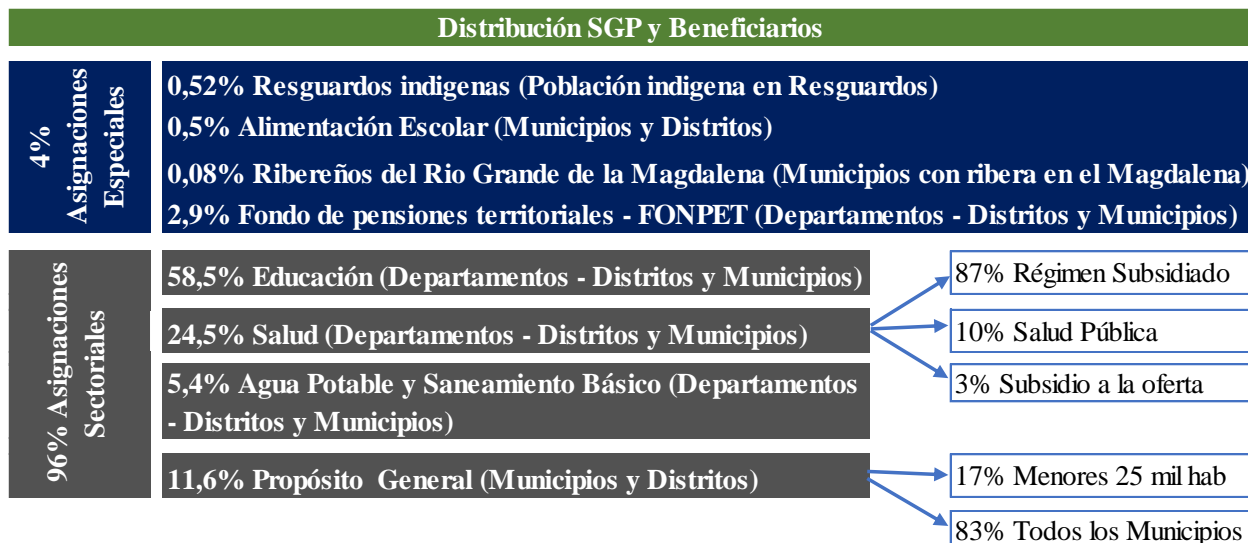 Distribución SGP y Beneficiarios
4%
Asignaciones
Especiales
0,52% Resguardos indigenas (Población indigena en Resguardos)
0,5% Alimentación Escolar (Municipios y Distritos)
0,08% Ribereños del Rio Grande de la Magdalena (Municipios con ribera en el Magdalena)
2,9% Fondo de pensiones territoriales - FONPET (Departamentos - Distritos y Municipios)
96% Asignaciones
Sectoriales
58,5% Educación (Departamentos - Distritos y Municipios)
24,5% Salud (Departamentos - Distritos y Municipios)
87% Régimen Subsidiado
10% Salud Pública
3% Subsidio a la oferta
5,4% Agua Potable y Saneamiento Básico (Departamentos
- Distritos y Municipios)
11,6% Propósito General (Municipios y Distritos)
17% Menores 25 mil hab
83% Todos los Municipios